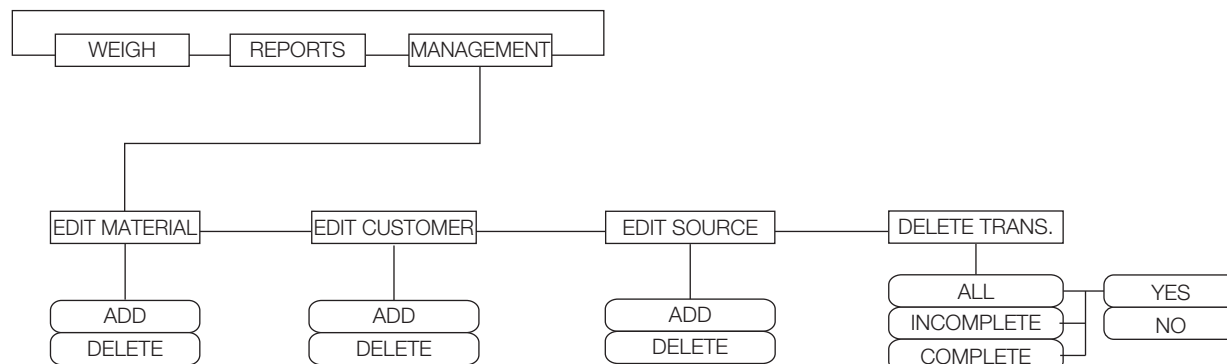 WEIGH
REPORTS
MANAGEMENT
EDIT MATERIAL
EDIT CUSTOMER
EDIT SOURCE
DELETE TRANS.
ADD
DELETE
ADD
DELETE
ADD
DELETE
ALL
INCOMPLETE
COMPLETE
YES
NO